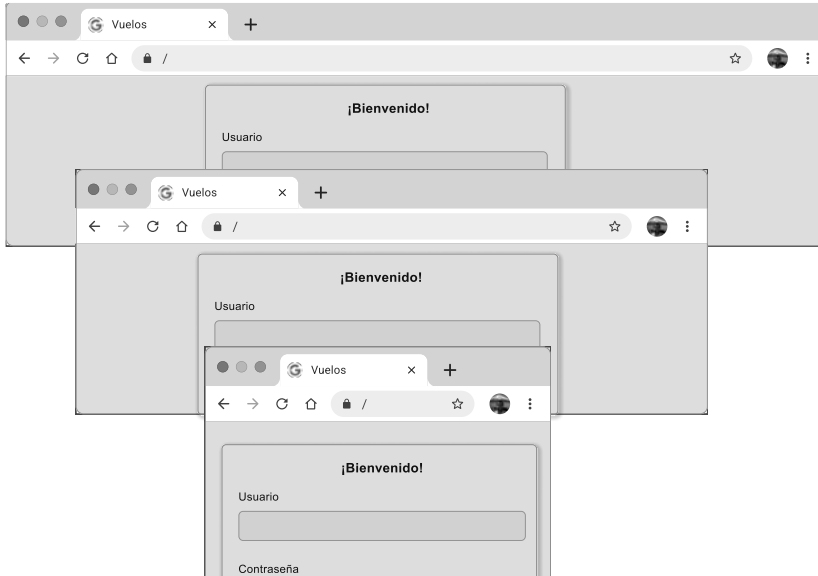 Vuelos
/
¡Bienvenido!
Usuario
Vuelos
/
¡Bienvenido!
Usuario
Vuelos
/
¡Bienvenido!
Usuario
Contraseña